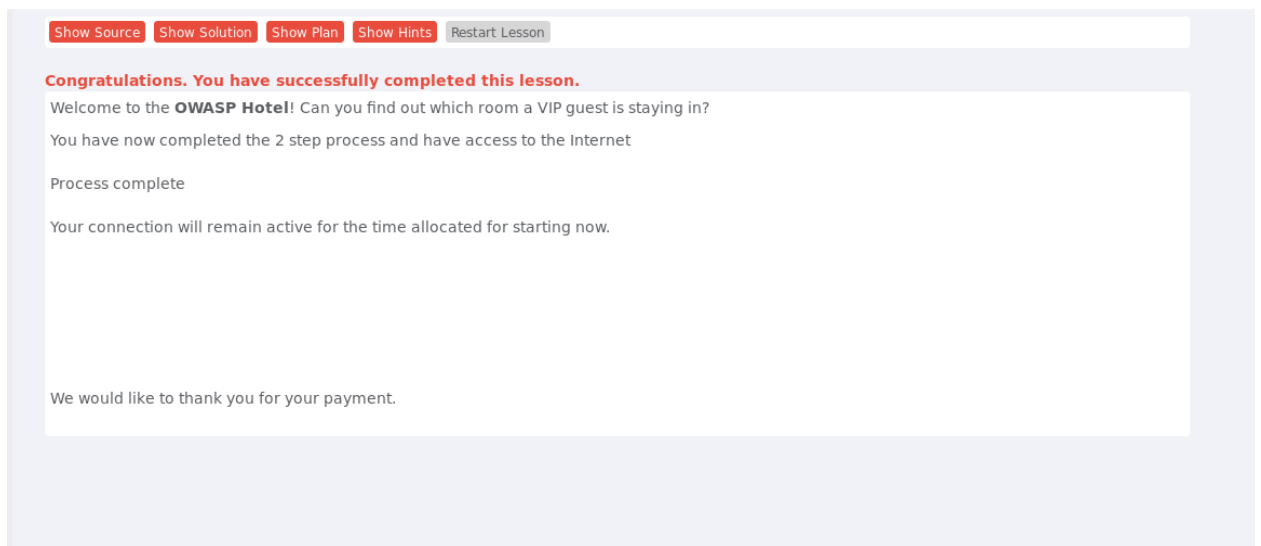 Show Source Show Solution Show Plan Show Hints Restart Lesson
Congratulations. You have successfully completed this lesson.
Welcome to the OWASP Hotel! Can you find out which room a VIP guest is staying in?
You have now completed the 2 step process and have access to the Internet
Process complete
Your connection will remain active for the time allocated for starting now.
We would like to thank you for your payment.